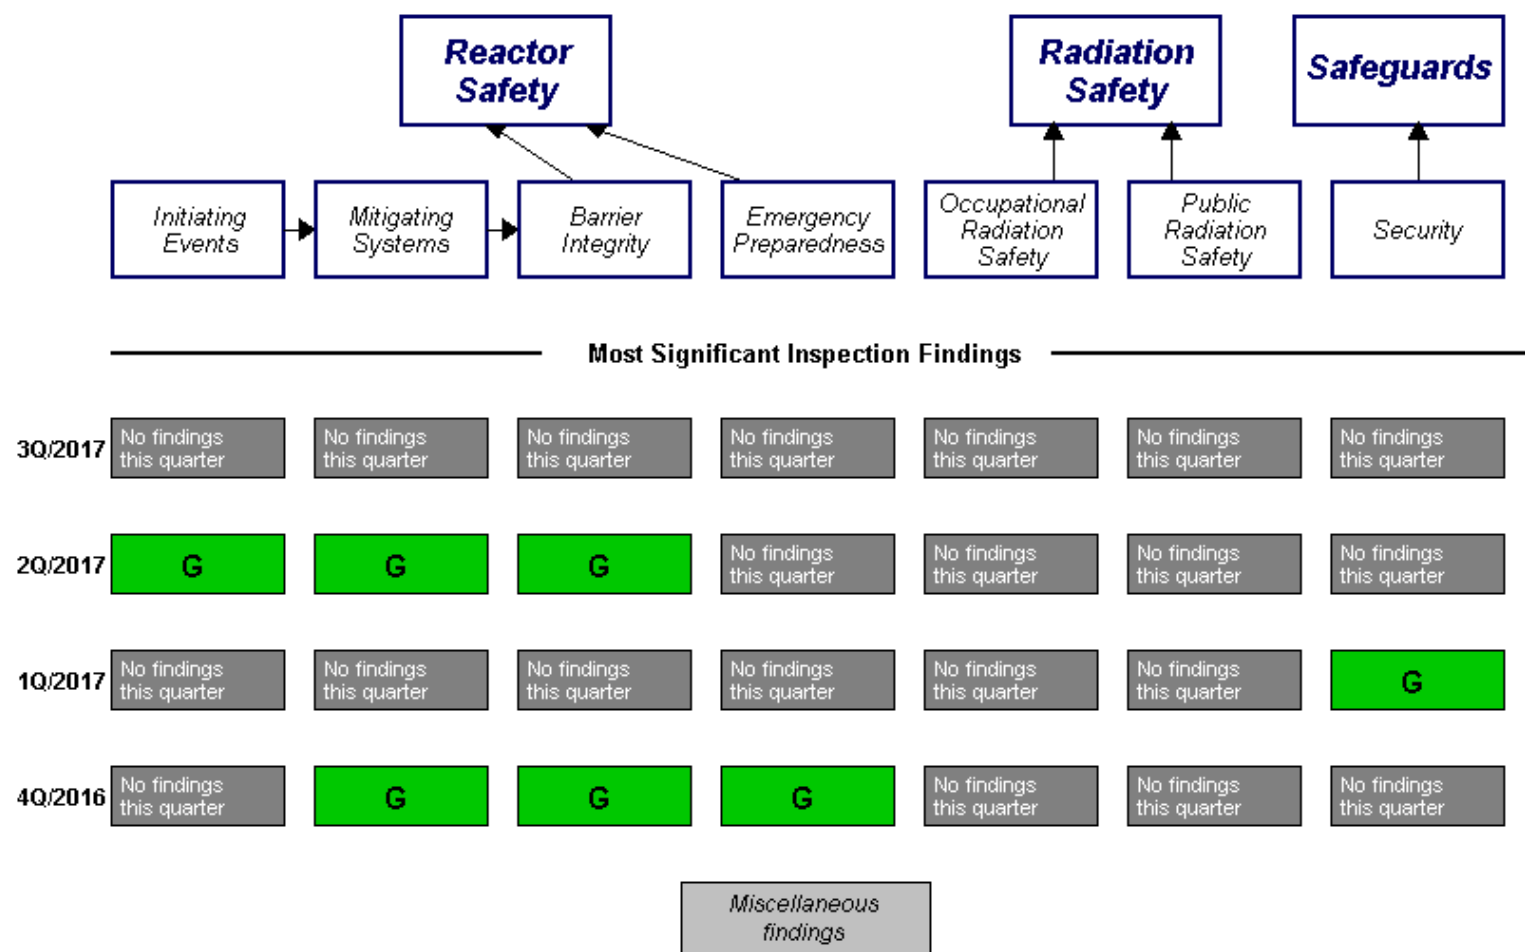 Reactor
Safety
Radiation
Safety
Safeguards
Initiating
Events
Mitigating
Systems
Barrier
Integrity
Emergency
Preparedness
Occupational
Radiation
Safety
Public
Radiation
Safety
Security
Most Significant Inspection Findings
3Q/2017
No findings
this quarter
No findings
this quarter
No findings
this quarter
No findings
this quarter
No findings
this quarter
No findings
this quarter
No findings
this quarter
2Q/2017
G
G
G
No findings
this quarter
No findings
this quarter
No findings
this quarter
No findings
this quarter
1Q/2017
No findings
this quarter
No findings
this quarter
No findings
this quarter
No findings
this quarter
No findings
this quarter
No findings
this quarter
G
4Q/2016
No findings
this quarter
G
G
G
No findings
this quarter
No findings
this quarter
No findings
this quarter
Miscellaneous
findings